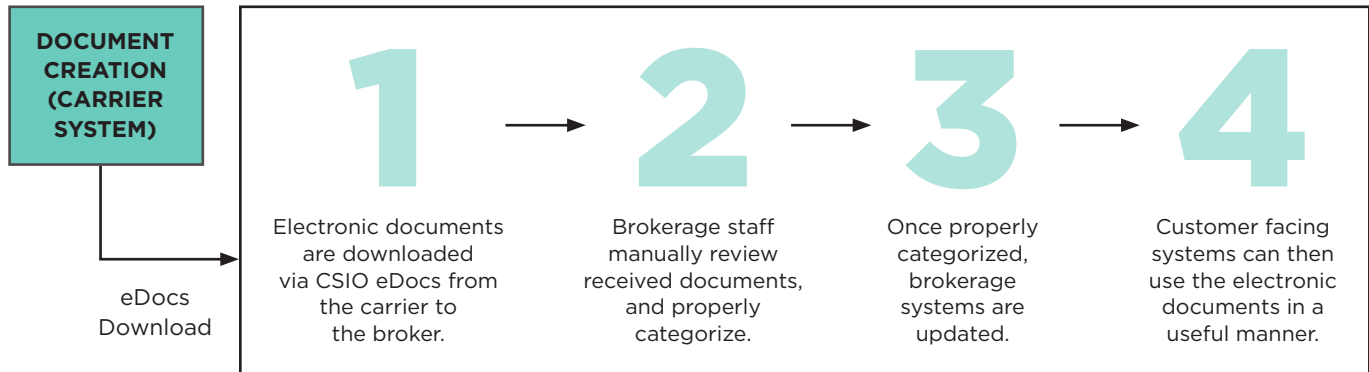 DOCUMENT
CREATION
(CARRIER
SYSTEM)
eDocs
Download
1
Electronic documents
are downloaded
via CSIO eDocs from
the carrier to
the broker.
2
Brokerage staff
manually review
received documents,
and properly
categorize.
3
Once properly
categorized,
brokerage
systems are
updated.
4
Customer facing
systems can then
use the electronic
documents in a
useful manner.